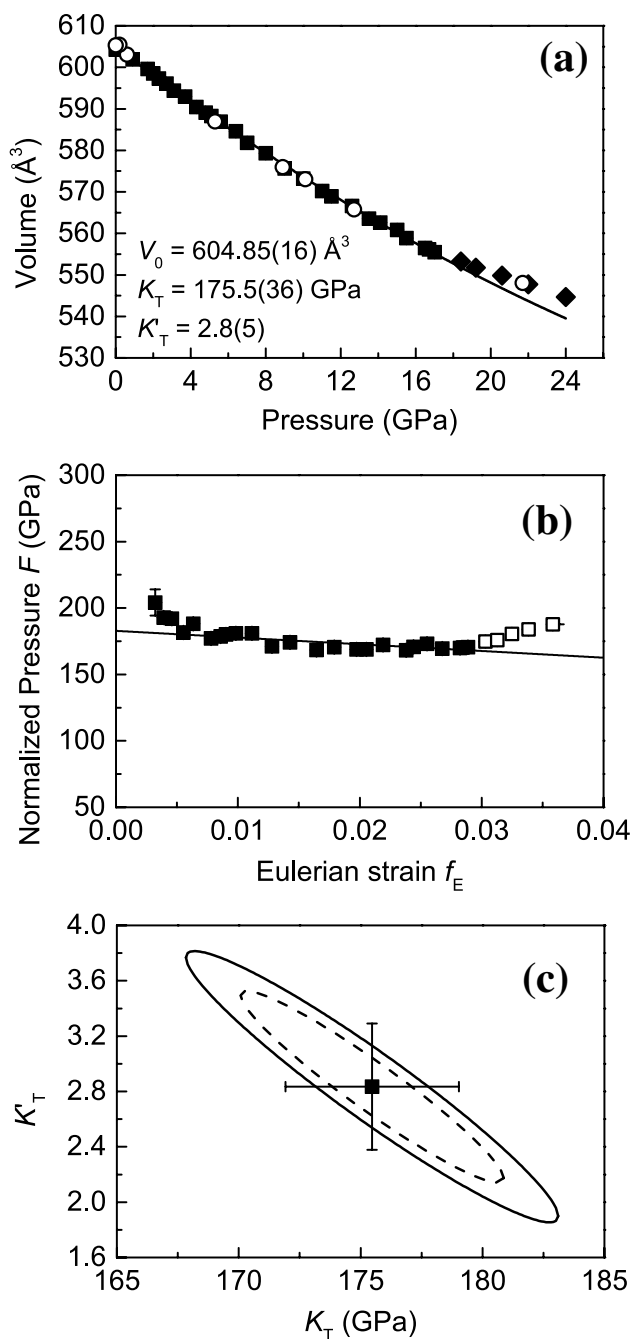 (a)
610
600
590
580
570
560
550
540
530
Volume (Å³)
V₀ = 604.85(16) Å³
K_T = 175.5(36) GPa
K'_T = 2.8(5)
0 4 8 12 16 20 24
Pressure (GPa)
(b)
300
250
200
150
100
50
Normalized Pressure F (GPa)
0.00 0.01 0.02 0.03 0.04
Eulerian strain f_E
(c)
4.0
3.6
3.2
2.8
2.4
2.0
1.6
K'_T
165 170 175 180 185
K_T (GPa)